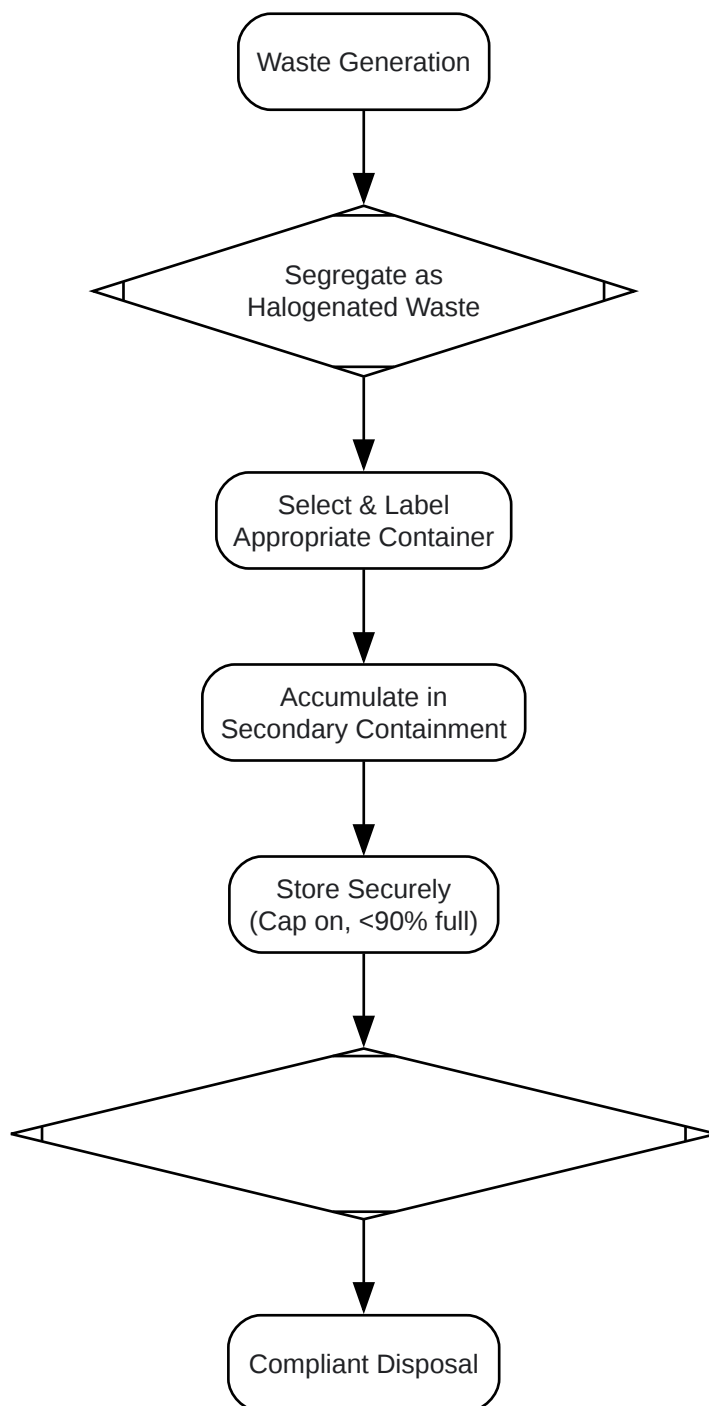 Waste Generation
Segregate as
Halogenated Waste
Select & Label
Appropriate Container
Accumulate in
Secondary Containment
Store Securely
(Cap on, <90% full)
Compliant Disposal